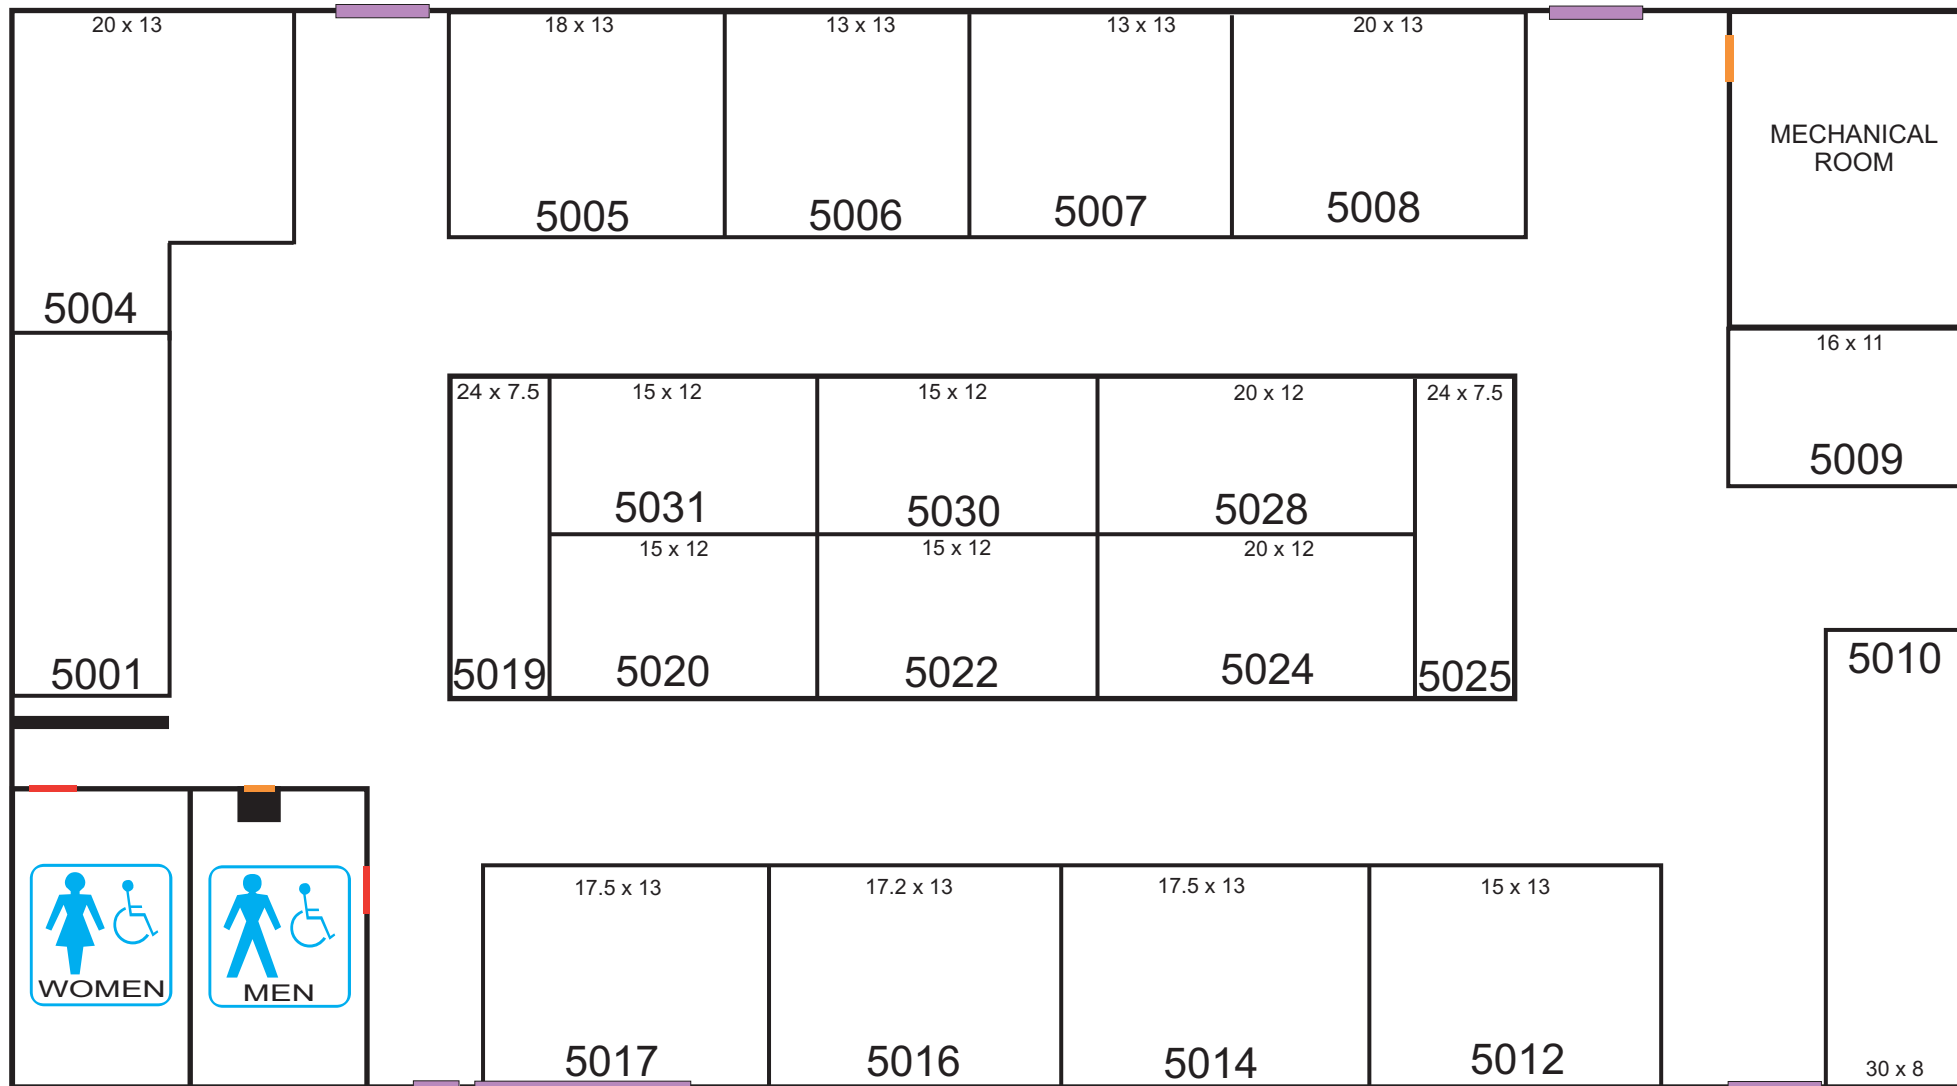 20 x 13
18 x 13
13 x 13
13 x 13
20 x 13
MECHANICAL
ROOM
5005
5006
5007
5008
5004
16 x 11
5009
24 x 7.5
15 x 12
15 x 12
20 x 12
24 x 7.5
5031
5030
5028
15 x 12
15 x 12
20 x 12
5001
5019
5020
5022
5024
5025
5010
17.5 x 13
17.2 x 13
17.5 x 13
15 x 13
WOMEN
MEN
5017
5016
5014
5012
30 x 8